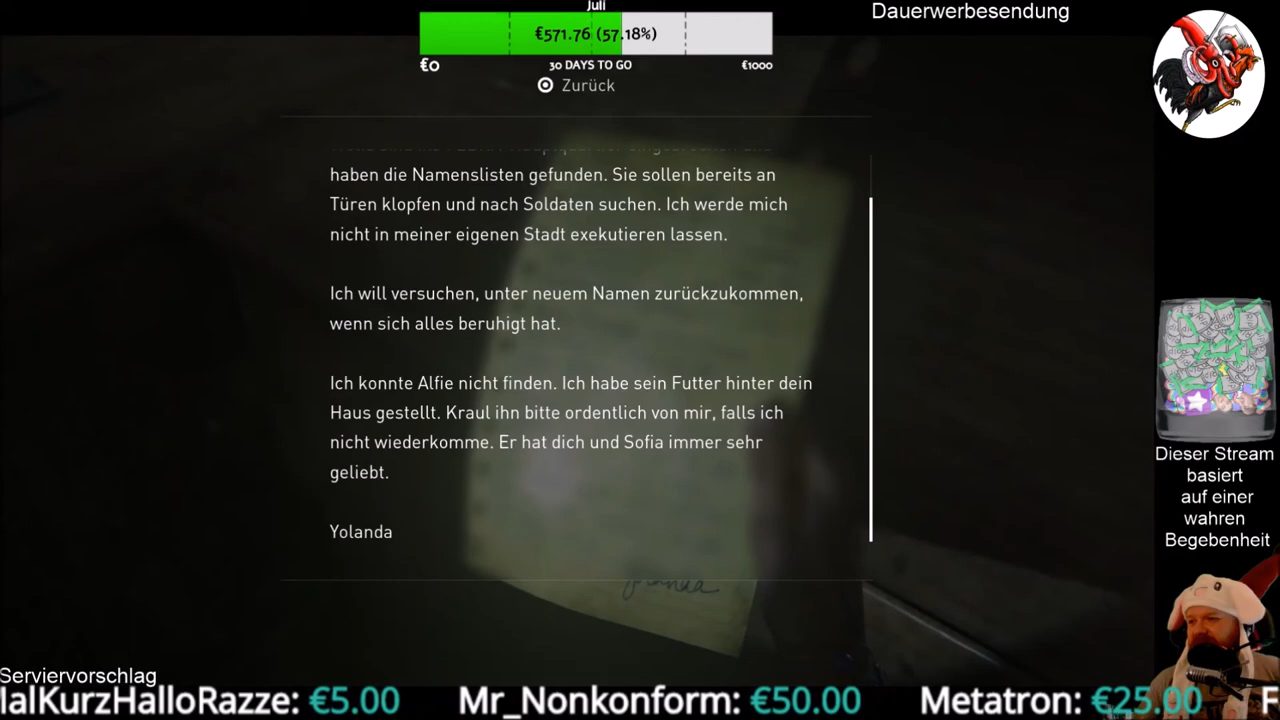 Juli
€571.76 (57.18%)
€0
30 DAYS TO GO
€1000
Dauerwerbesendung
Zurück
haben die Namenslisten gefunden. Sie sollen bereits an
Türen klopfen und nach Soldaten suchen. Ich werde mich
nicht in meiner eigenen Stadt exekutieren lassen.
Ich will versuchen, unter neuem Namen zurückzukommen,
wenn sich alles beruhigt hat.
Ich konnte Alfie nicht finden. Ich habe sein Futter hinter dein
Haus gestellt. Kraul ihn bitte ordentlich von mir, falls ich
nicht wiederkomme. Er hat dich und Sofia immer sehr
geliebt.
Yolanda
Dieser Stream
basiert
auf einer
wahren
Begebenheit
Serviervorschlag
lalKurzHalloRazze: €5.00 Mr_Nonkonform: €50.00 Metatron: €25.00 F